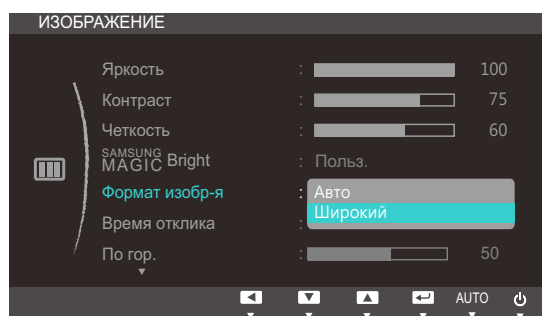 ИЗОБРАЖЕНИЕ
Яркость : 100
Контраст : 75
Четкость : 60
SAMSUNG MAGIC Bright : Польз.
Формат изобр-я : Авто
Широкий
Время отклика :
По гор. : 50
AUTO